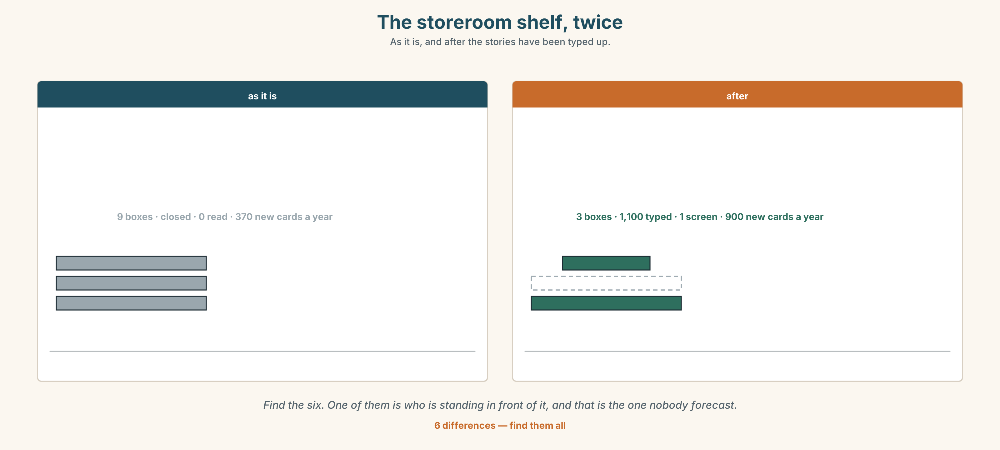 The storeroom shelf, twice
As it is, and after the stories have been typed up.
as it is
9 boxes · closed · 0 read · 370 new cards a year
after
3 boxes · 1,100 typed · 1 screen · 900 new cards a year
Find the six. One of them is who is standing in front of it, and that is the one nobody forecast.
6 differences — find them all